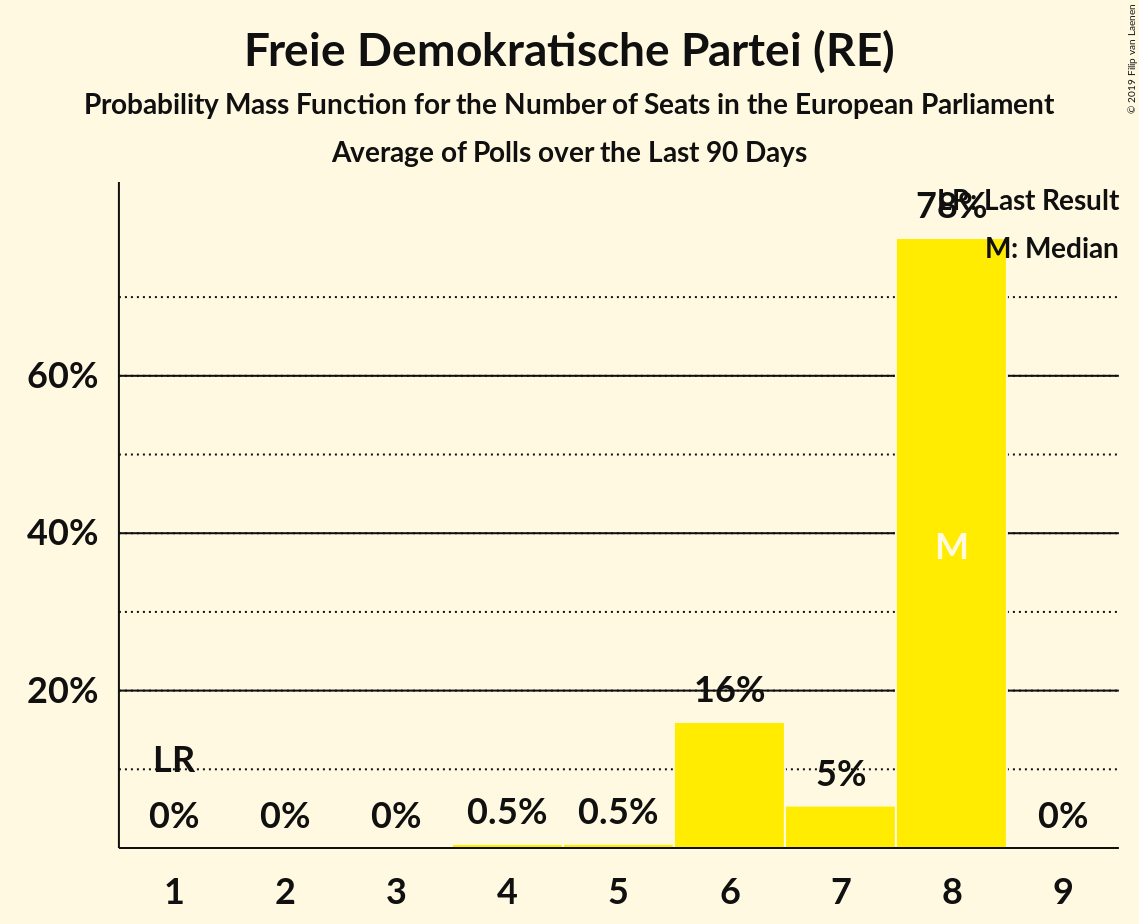 Freie Demokratische Partei (RE)
Probability Mass Function for the Number of Seats in the European Parliament
Average of Polls over the Last 90 Days
© 2019 Filip van Laenen
LR: Last Result
M: Median
78%
60%
40%
20%
M
16%
5%
LR
0%
0%
0%
0.5%
0.5%
0%
1 2 3 4 5 6 7 8 9